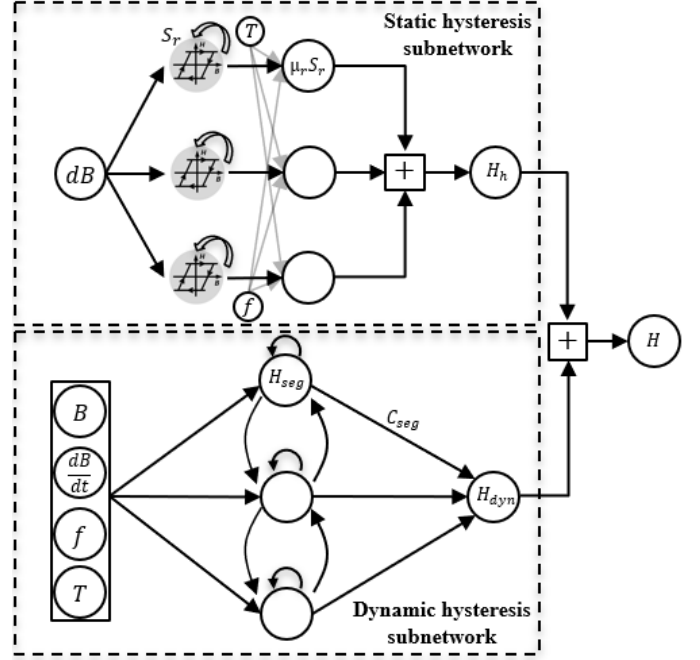 Static hysteresis
subnetwork
S_r
T
μ_r S_r
H
B
dB
H
B
+
H_h
H
B
f
+
H
H_seg
B
C_seg
dB/dt
H_dyn
f
T
Dynamic hysteresis
subnetwork